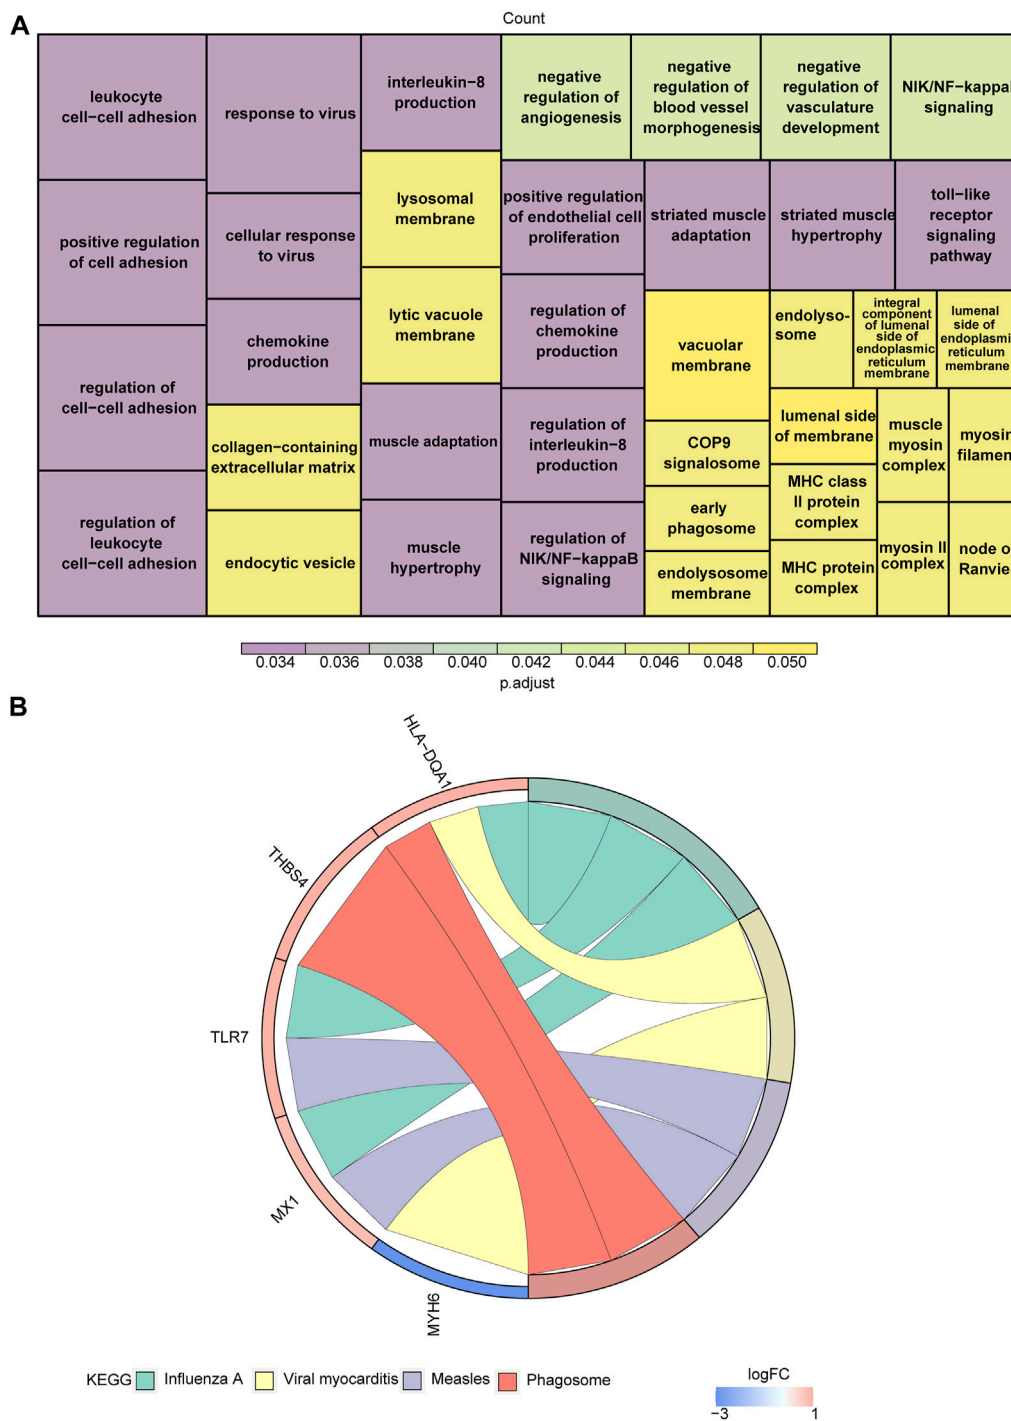 A
Count
leukocyte
cell−cell adhesion
positive regulation
of cell adhesion
regulation of
cell−cell adhesion
regulation of
leukocyte
cell−cell adhesion
response to virus
cellular response
to virus
chemokine
production
collagen−containing
extracellular matrix
endocytic vesicle
interleukin−8
production
lysosomal
membrane
lytic vacuole
membrane
muscle adaptation
muscle
hypertrophy
negative
regulation of
angiogenesis
negative
regulation of
blood vessel
morphogenesis
negative
regulation of
vasculature
development
NIK/NF−kappaB
signaling
positive regulation
of endothelial cell
proliferation
regulation of
chemokine
production
regulation of
interleukin−8
production
regulation of
NIK/NF−kappaB
signaling
striated muscle
adaptation
striated muscle
hypertrophy
toll−like
receptor
signaling
pathway
vacuolar
membrane
COP9
signalosome
early
phagosome
endolysosome
membrane
endolyso-
some
integral
component
of lumenal
side of
endoplasmic
reticulum
membrane
lumenal
side of
endoplasmic
reticulum
membrane
lumenal side
of membrane
MHC class
II protein
complex
MHC protein
complex
muscle
myosin
complex
myosin
filamen
myosin II
complex
node o
Ranvie
0.034 0.036 0.038 0.040 0.042 0.044 0.046 0.048 0.050
p.adjust
B
HLA−DQA1
THBS4
TLR7
MX1
MYH6
KEGG Influenza A Viral myocarditis Measles Phagosome
logFC
−3 1